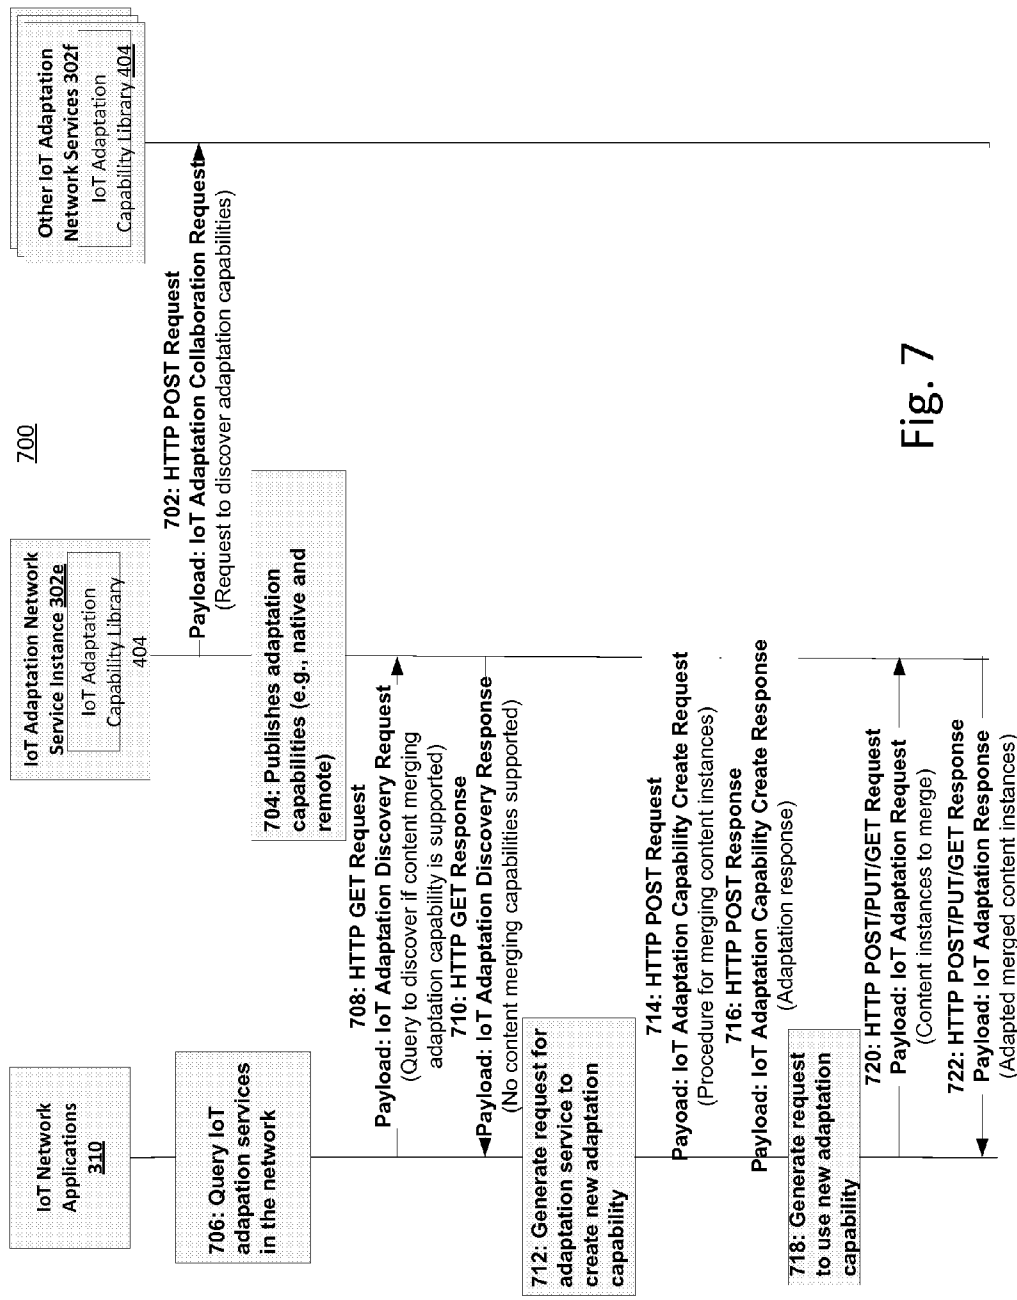 700
IoT Network
Applications
310
IoT Adaptation Network
Service Instance 302e
IoT Adaptation
Capability Library
404
Other IoT Adaptation
Network Services 302f
IoT Adaptation
Capability Library 404
702: HTTP POST Request
Payload: IoT Adaptation Collaboration Request
(Request to discover adaptation capabilities)
704: Publishes adaptation
capabilities (e.g., native and
remote)
706: Query IoT
adapation services
in the network
708: HTTP GET Request
Payload: IoT Adaptation Discovery Request
(Query to discover if content merging
adaptation capability is supported)
710: HTTP GET Response
Payload: IoT Adaptation Discovery Response
(No content merging capabilities supported)
712: Generate request for
adaptation service to
create new adaptation
capability
714: HTTP POST Request
Payoad: IoT Adaptation Capability Create Request
(Procedure for merging content instances)
716: HTTP POST Response
Payload: IoT Adaptation Capability Create Response
(Adaptation response)
718: Generate request
to use new adaptation
capability
720: HTTP POST/PUT/GET Request
Payload: IoT Adaptation Request
(Content instances to merge)
722: HTTP POST/PUT/GET Response
Payload: IoT Adaptation Response
(Adapted merged content instances)
Fig. 7